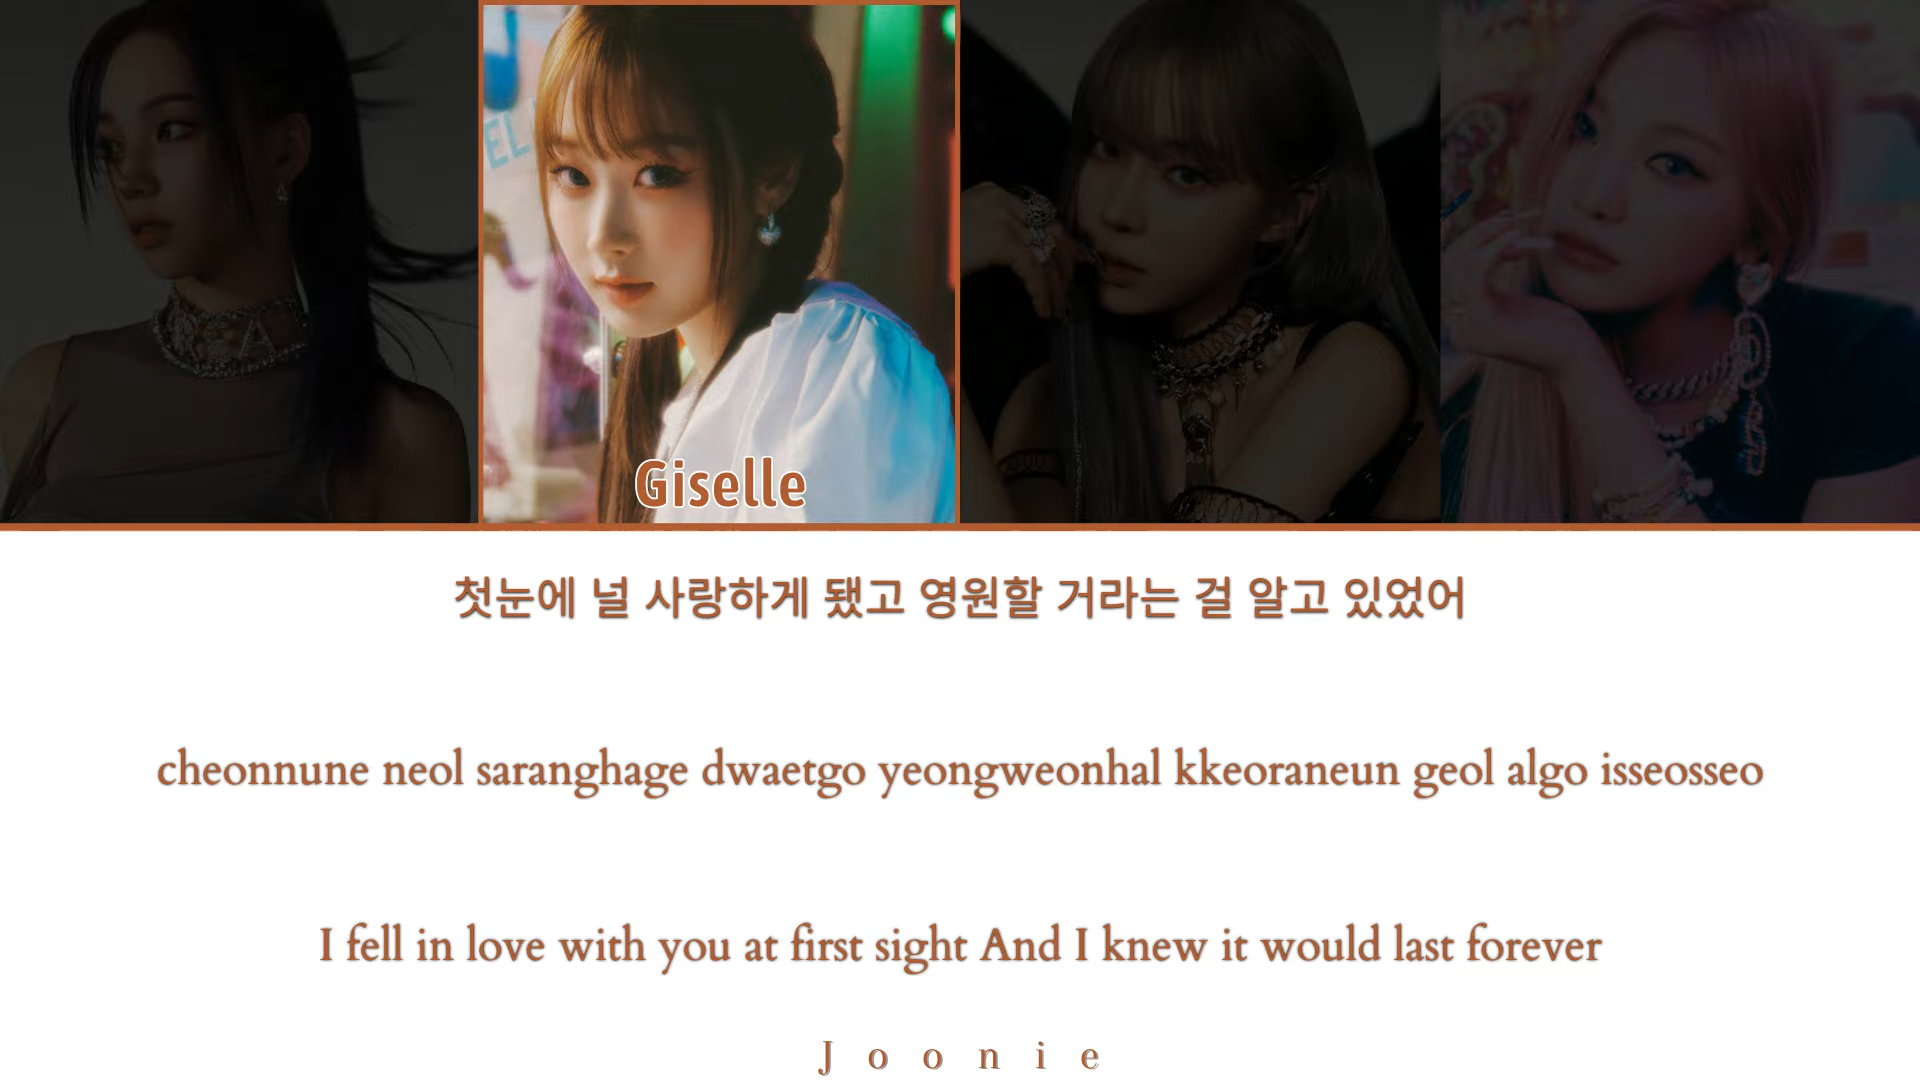 EL
Giselle
첫눈에 널 사랑하게 됐고 영원할 거라는 걸 알고 있었어
cheonnune neol saranghage dwaetgo yeongweonhal kkeoraneun geol algo isseosseo
I fell in love with you at first sight And I knew it would last forever
Joonie